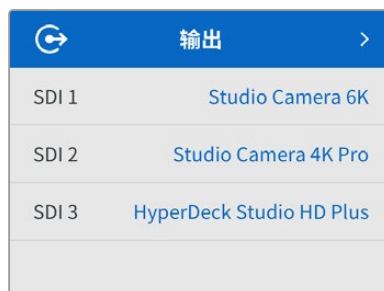 输出
SDI 1 Studio Camera 6K
SDI 2 Studio Camera 4K Pro
SDI 3 HyperDeck Studio HD Plus